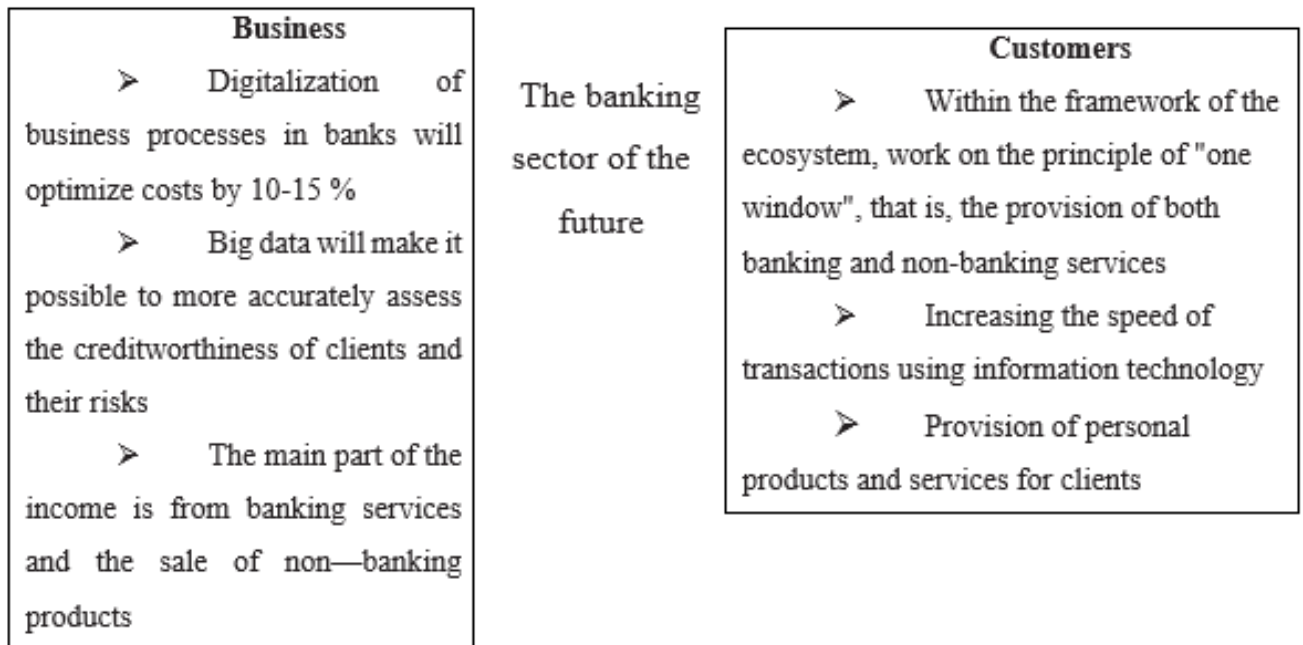 Business
➢ Digitalization of
business processes in banks will
optimize costs by 10-15 %
➢ Big data will make it
possible to more accurately assess
the creditworthiness of clients and
their risks
➢ The main part of the
income is from banking services
and the sale of non—banking
products
The banking
sector of the
future
Customers
➢ Within the framework of the
ecosystem, work on the principle of "one
window", that is, the provision of both
banking and non-banking services
➢ Increasing the speed of
transactions using information technology
➢ Provision of personal
products and services for clients